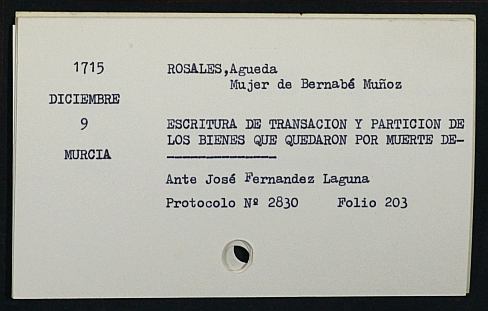 1715
DICIEMBRE
9
MURCIA
ROSALES,Agueda
Mujer de Bernabé Muñoz
ESCRITURA DE TRANSACION Y PARTICION DE
LOS BIENES QUE QUEDARON POR MUERTE DE-
---------------
Ante José Fernandez Laguna
Protocolo Nº 2830 Folio 203